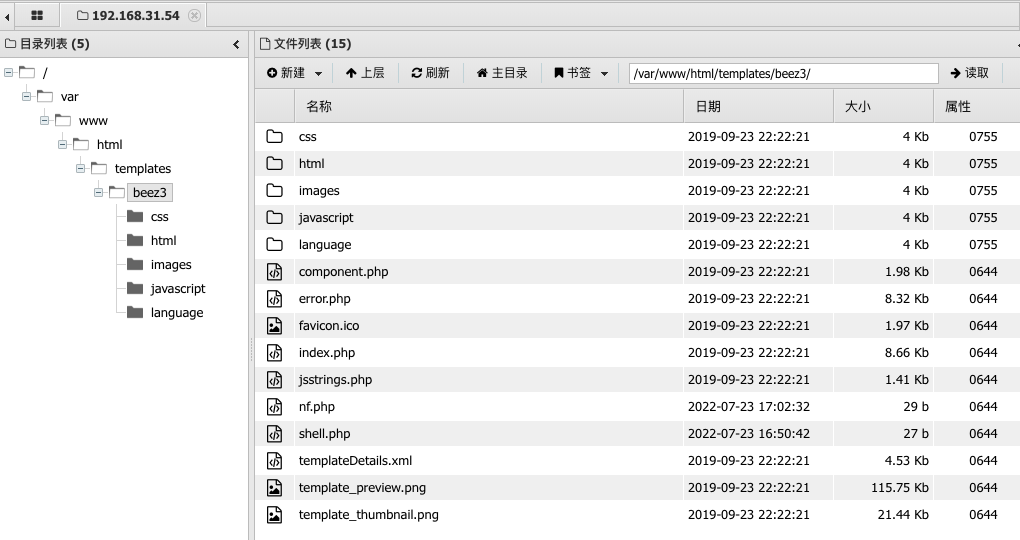 192.168.31.54
目录列表 (5)
/
var
www
html
templates
beez3
css
html
images
javascript
language
文件列表 (15)
新建 上层 刷新 主目录 书签 /var/www/html/templates/beez3/ 读取
名称 日期 大小 属性
css 2019-09-23 22:22:21 4 Kb 0755
html 2019-09-23 22:22:21 4 Kb 0755
images 2019-09-23 22:22:21 4 Kb 0755
javascript 2019-09-23 22:22:21 4 Kb 0755
language 2019-09-23 22:22:21 4 Kb 0755
component.php 2019-09-23 22:22:21 1.98 Kb 0644
error.php 2019-09-23 22:22:21 8.32 Kb 0644
favicon.ico 2019-09-23 22:22:21 1.97 Kb 0644
index.php 2019-09-23 22:22:21 8.66 Kb 0644
jsstrings.php 2019-09-23 22:22:21 1.41 Kb 0644
nf.php 2022-07-23 17:02:32 29 b 0644
shell.php 2022-07-23 16:50:42 27 b 0644
templateDetails.xml 2019-09-23 22:22:21 4.53 Kb 0644
template_preview.png 2019-09-23 22:22:21 115.75 Kb 0644
template_thumbnail.png 2019-09-23 22:22:21 21.44 Kb 0644